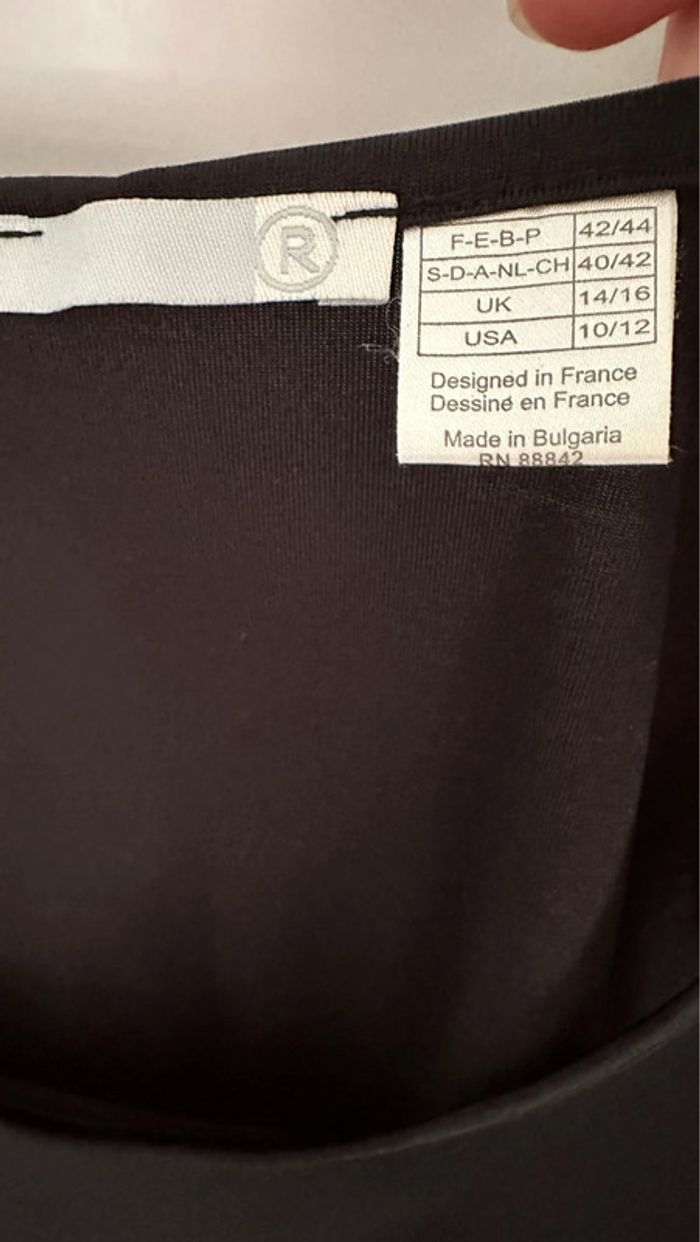 ®
F-E-B-P 42/44
S-D-A-NL-CH 40/42
UK 14/16
USA 10/12
Designed in France
Dessiné en France
Made in Bulgaria
RN 88842